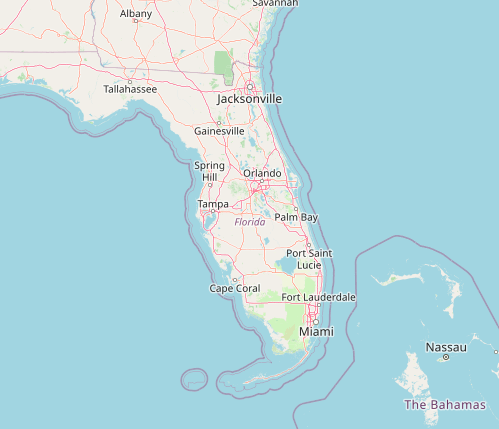 Savannah
Albany
Tallahassee
Jacksonville
Gainesville
Spring
Hill
Orlando
Tampa
Palm Bay
Florida
Port Saint
Lucie
Cape Coral
Fort Lauderdale
Miami
Nassau
The Bahamas